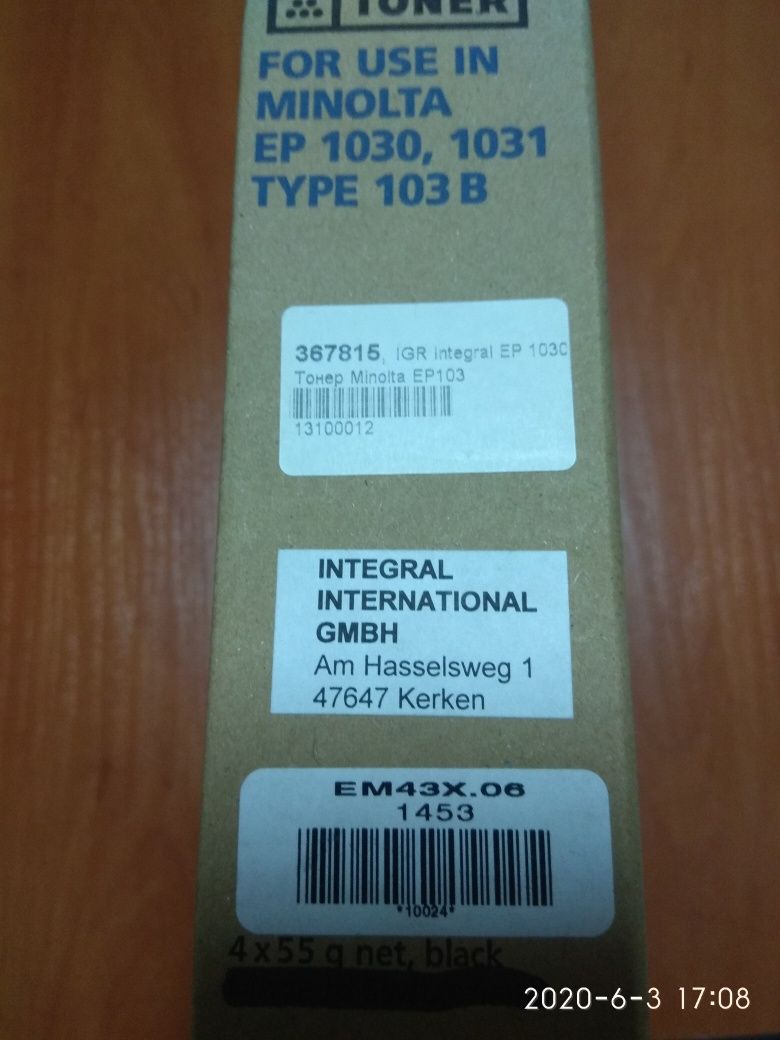 TONER
FOR USE IN
MINOLTA
EP 1030, 1031
TYPE 103 B
367815, IGR Integral EP 1030
Тонер Minolta EP103
13100012
INTEGRAL
INTERNATIONAL
GMBH
Am Hasselsweg 1
47647 Kerken
EM43X.06
1453
*10024*
4 x 55 g net, black
2020-6-3 17:08